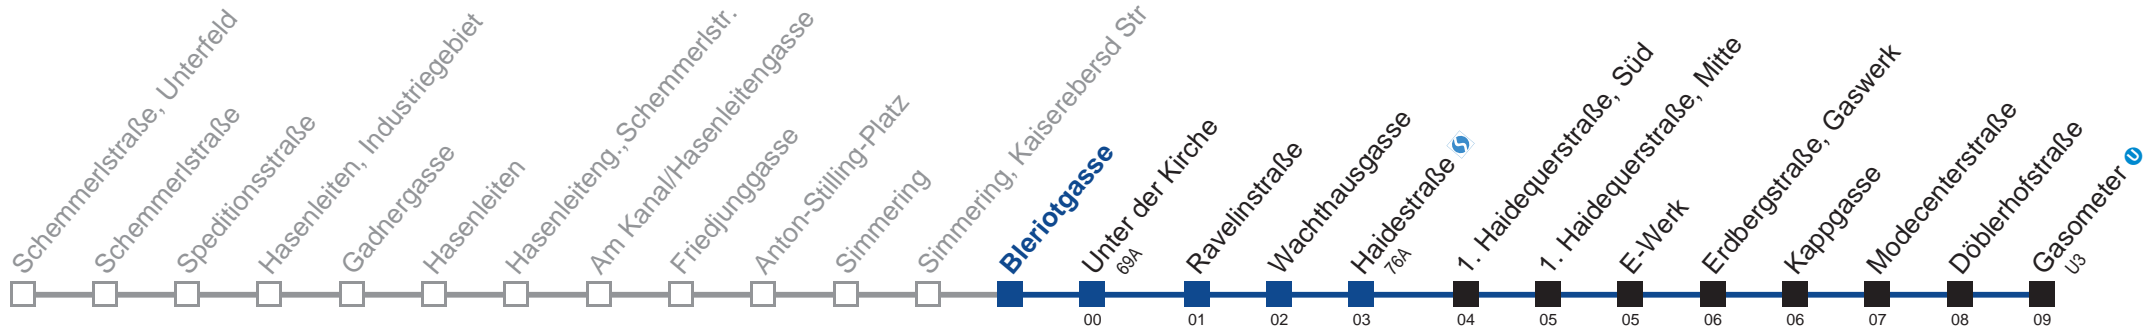 Schemmerlstraße, Unterfeld
Schemmerlstraße
Speditionsstraße
Hasenleiten, Industriegebiet
Gadnergasse
Hasenleiten
Hasenleiteng.,Schemmerlstr.
Am Kanal/Hasenleitengasse
Friedjunggasse
Anton-Stilling-Platz
Simmering
Simmering, Kaiserebersd Str
Bleriotgasse
Unter der Kirche
69A
Ravelinstraße
Wachthausgasse
Haidestraße S
76A
1. Haidequerstraße, Süd
1. Haidequerstraße, Mitte
E-Werk
Erdbergstraße, Gaswerk
Kappgasse
Modecenterstraße
Döblerhofstraße
Gasometer U
U3
00 01 02 03 04 05 05 06 06 07 08 09